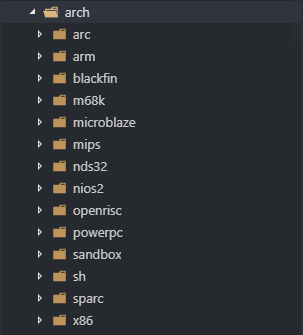 arch
arc
arm
blackfin
m68k
microblaze
mips
nds32
nios2
openrisc
powerpc
sandbox
sh
sparc
x86